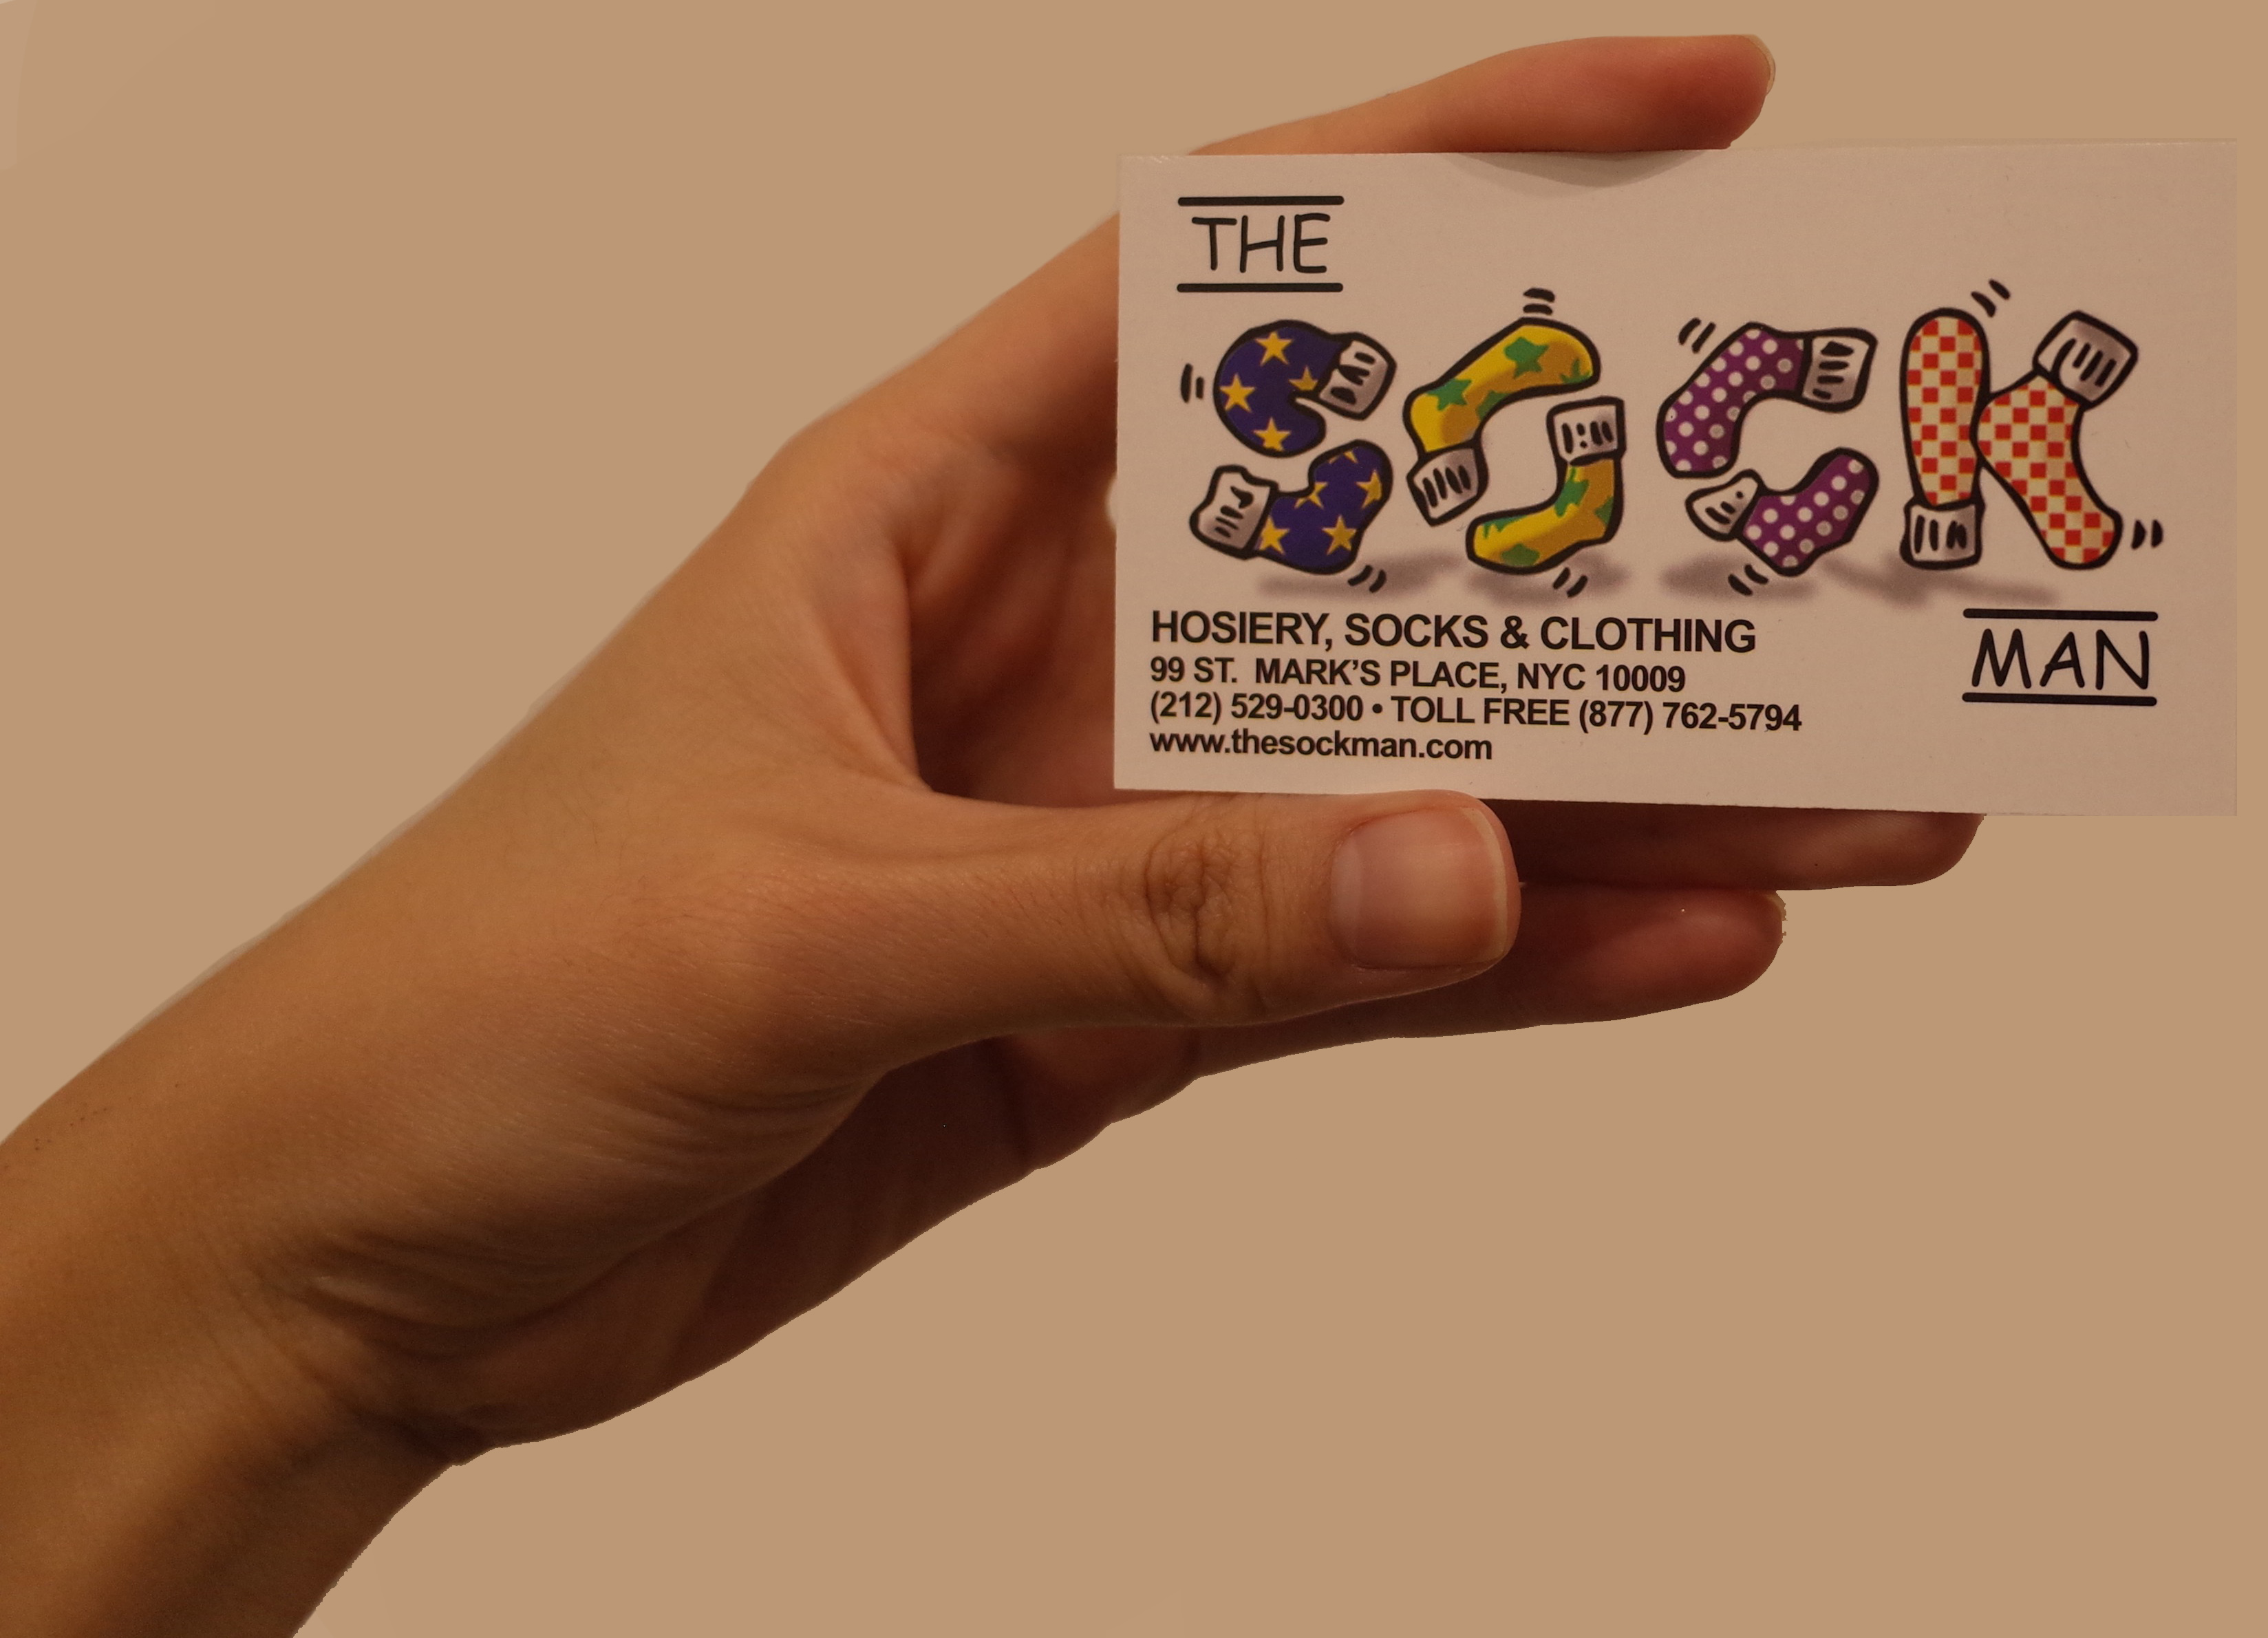 THE
SOCK
MAN
HOSIERY, SOCKS & CLOTHING
99 ST. MARK'S PLACE, NYC 10009
(212) 529-0300 • TOLL FREE (877) 762-5794
www.thesockman.com